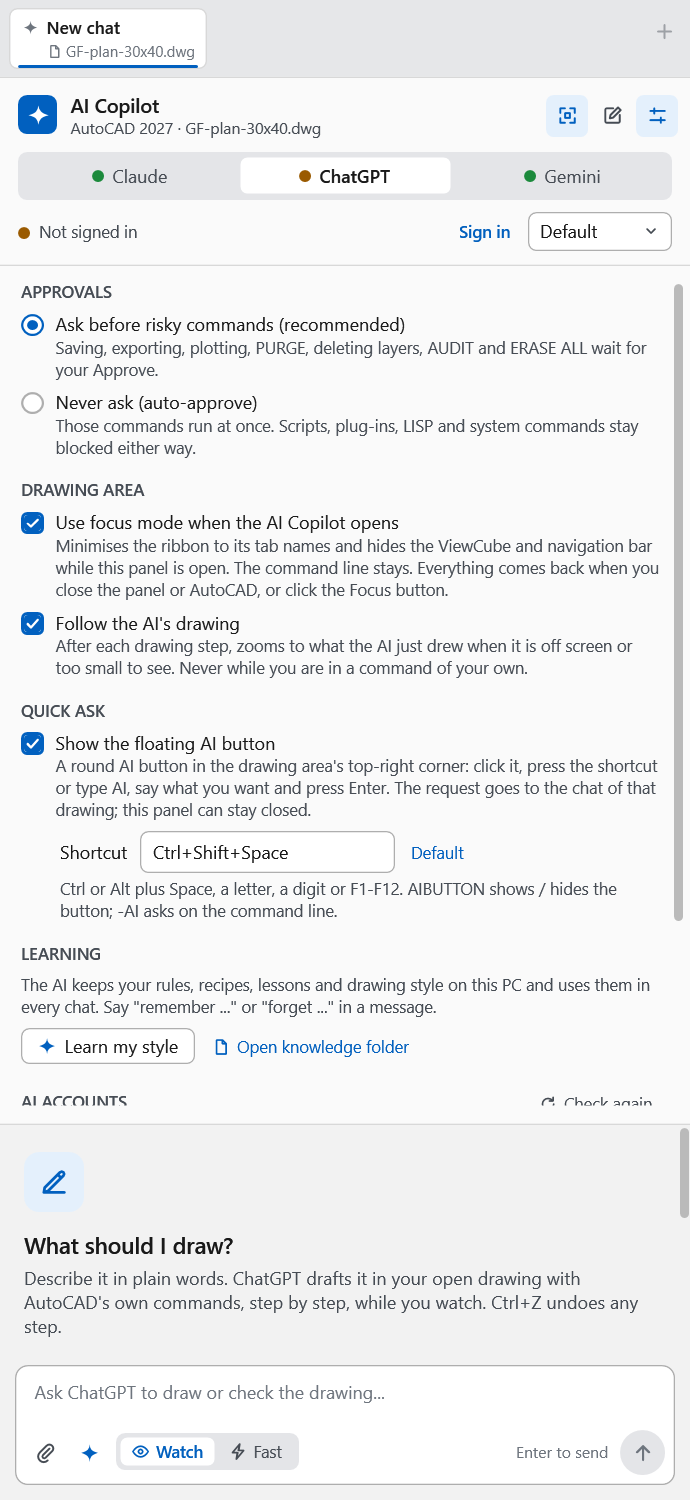 New chat
GF-plan-30x40.dwg
AI Copilot
AutoCAD 2027 · GF-plan-30x40.dwg
Claude
ChatGPT
Gemini
Not signed in
Sign in
Default
APPROVALS
Ask before risky commands (recommended)
Saving, exporting, plotting, PURGE, deleting layers, AUDIT and ERASE ALL wait for
your Approve.
Never ask (auto-approve)
Those commands run at once. Scripts, plug-ins, LISP and system commands stay
blocked either way.
DRAWING AREA
Use focus mode when the AI Copilot opens
Minimises the ribbon to its tab names and hides the ViewCube and navigation bar
while this panel is open. The command line stays. Everything comes back when you
close the panel or AutoCAD, or click the Focus button.
Follow the AI's drawing
After each drawing step, zooms to what the AI just drew when it is off screen or
too small to see. Never while you are in a command of your own.
QUICK ASK
Show the floating AI button
A round AI button in the drawing area's top-right corner: click it, press the shortcut
or type AI, say what you want and press Enter. The request goes to the chat of that
drawing; this panel can stay closed.
Shortcut
Ctrl+Shift+Space
Default
Ctrl or Alt plus Space, a letter, a digit or F1-F12. AIBUTTON shows / hides the
button; -AI asks on the command line.
LEARNING
The AI keeps your rules, recipes, lessons and drawing style on this PC and uses them in
every chat. Say "remember ..." or "forget ..." in a message.
Learn my style
Open knowledge folder
AI ACCOUNTS
Check again
What should I draw?
Describe it in plain words. ChatGPT drafts it in your open drawing with
AutoCAD's own commands, step by step, while you watch. Ctrl+Z undoes any
step.
Ask ChatGPT to draw or check the drawing...
Watch
Fast
Enter to send